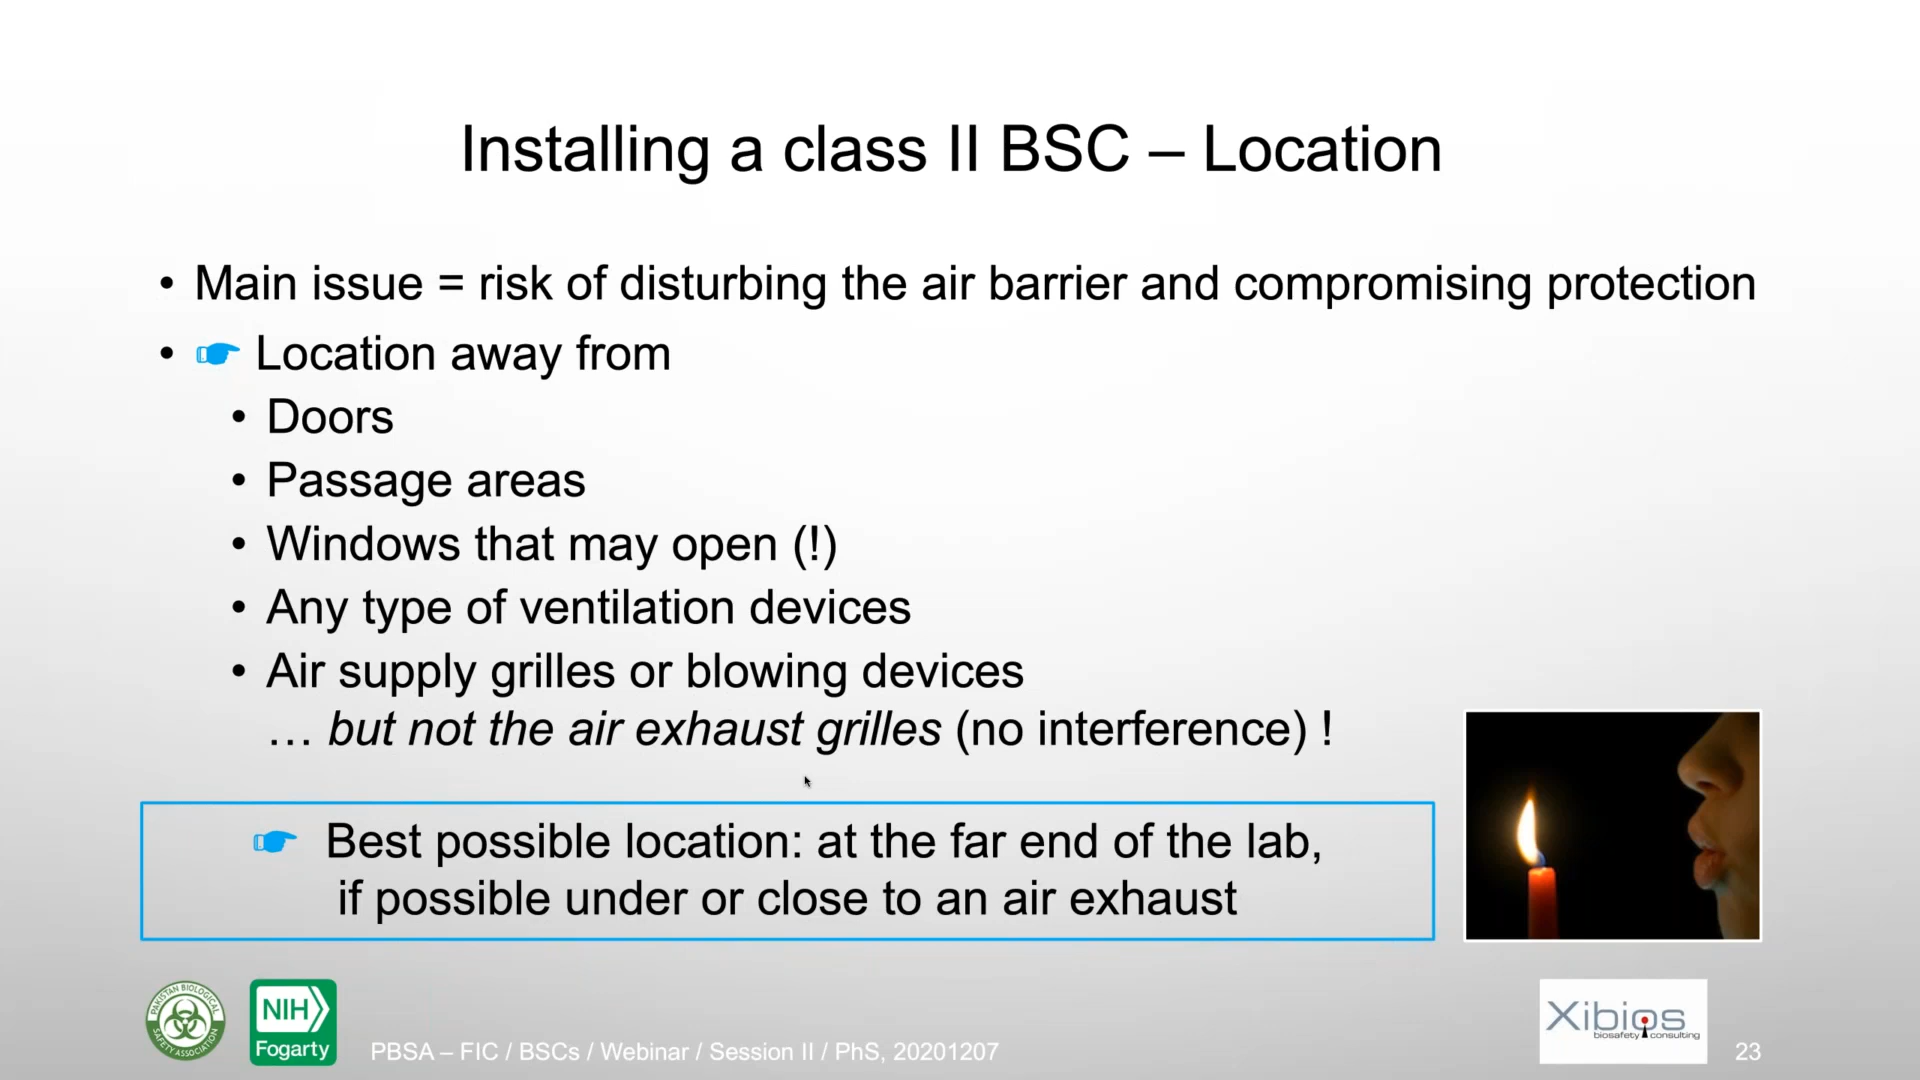 Installing a class II BSC – Location
• Main issue = risk of disturbing the air barrier and compromising protection
• ☛ Location away from
• Doors
• Passage areas
• Windows that may open (!)
• Any type of ventilation devices
• Air supply grilles or blowing devices
… but not the air exhaust grilles (no interference) !
☛ Best possible location: at the far end of the lab,
if possible under or close to an air exhaust
PAKISTAN BIOLOGICAL
SAFETY ASSOCIATION
NIH
Fogarty
PBSA – FIC / BSCs / Webinar / Session II / PhS, 20201207
Xibios
biosafety consulting
23